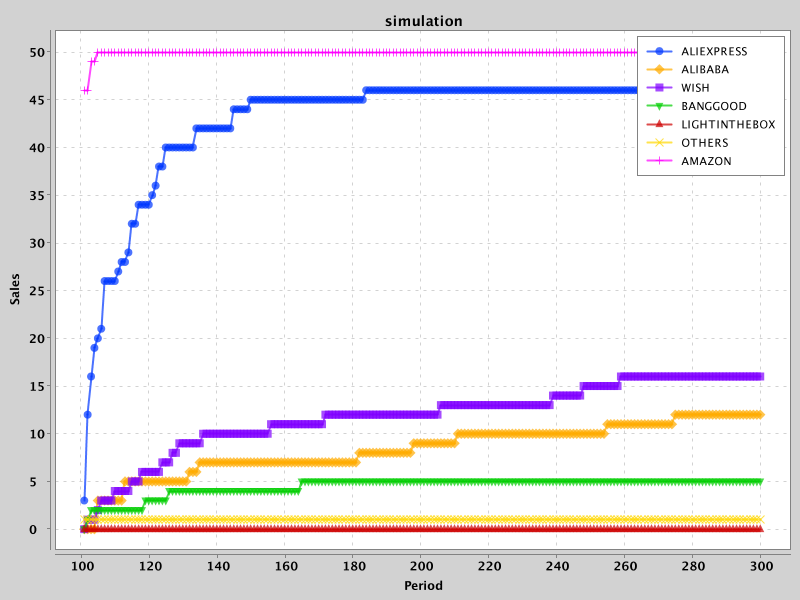 simulation
50
45
40
35
30
25
20
15
10
5
0
Sales
ALIEXPRESS
ALIBABA
WISH
BANGGOOD
LIGHTINTHEBOX
OTHERS
AMAZON
100 120 140 160 180 200 220 240 260 280 300
Period